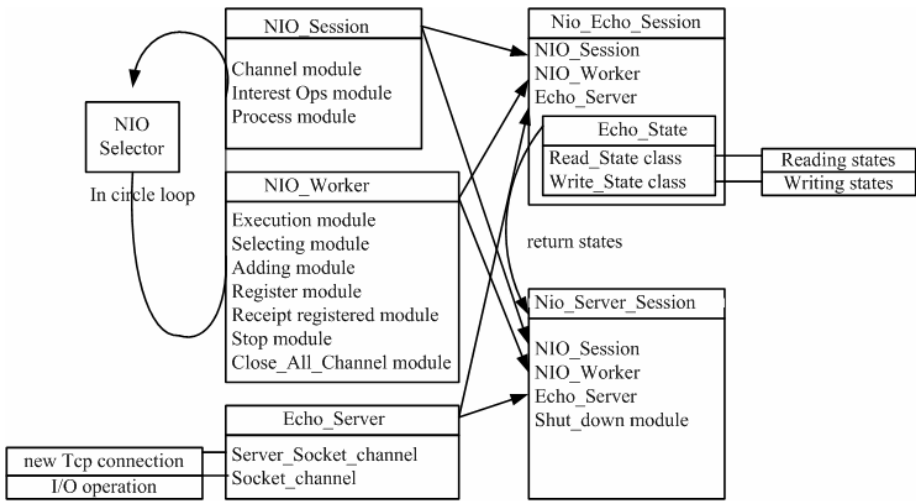 NIO_Session
Channel module
Interest Ops module
Process module
NIO
Selector
In circle loop
NIO_Worker
Execution module
Selecting module
Adding module
Register module
Receipt registered module
Stop module
Close_All_Channel module
Echo_Server
Server_Socket_channel
Socket_channel
new Tcp connection
I/O operation
Nio_Echo_Session
NIO_Session
NIO_Worker
Echo_Server
Echo_State
Read_State class
Write_State class
Reading states
Writing states
return states
Nio_Server_Session
NIO_Session
NIO_Worker
Echo_Server
Shut_down module